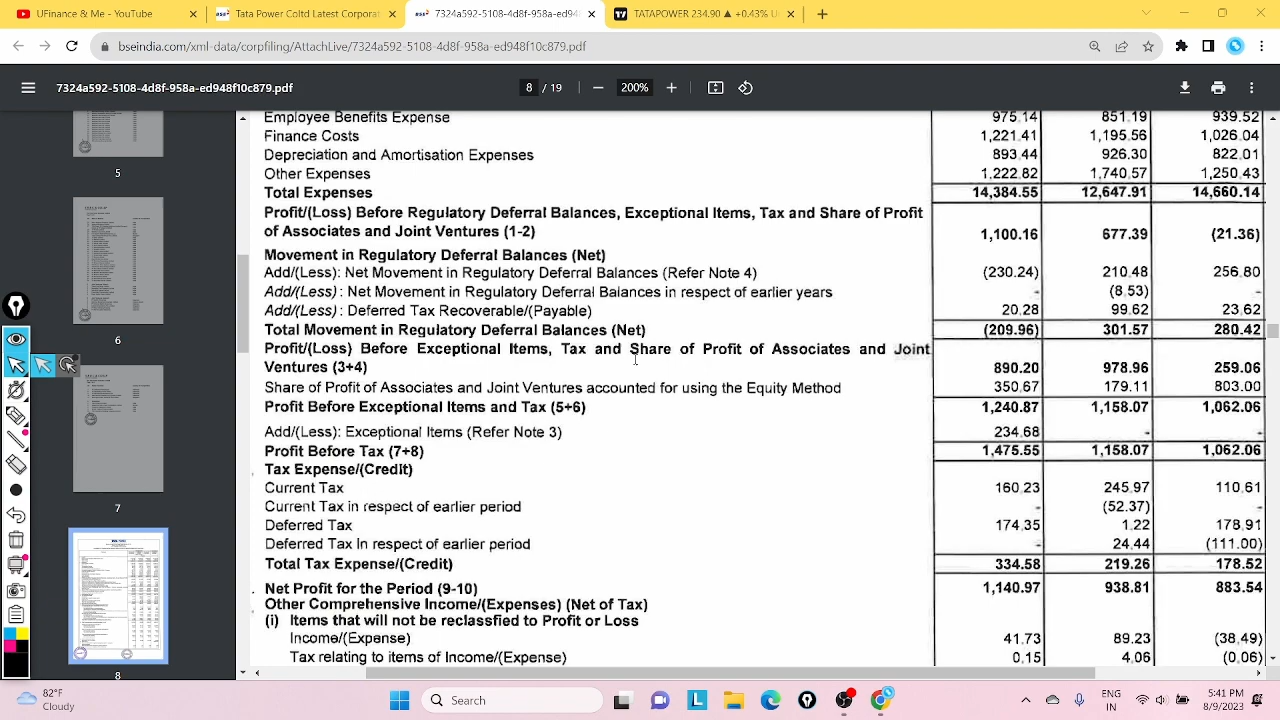 UFinance & E-Microsoft
Tata Power Coltd Latest Corporat
7324a592-5108-4d8f-958a-ed948
TATAPOWER 234.90 ▲ +0.43% U
bseindia.com/xml-data/corpfiling/AttachLive/7324a592-5108-4d8f-958a-ed948f10c879.pdf
7324a592-5108-4d8f-958a-ed948f10c879.pdf
8 / 19
200%
5
6
7
8
Employee Benefits Expense 975.14 851.19 939.52
Finance Costs 1,221.41 1,195.56 1,026.04
Depreciation and Amortisation Expenses 893.44 926.30 822.01
Other Expenses 1,222.82 1,740.57 1,250.43
Total Expenses 14,384.55 12,647.91 14,660.14
Profit/(Loss) Before Regulatory Deferral Balances, Exceptional Items, Tax and Share of Profit
of Associates and Joint Ventures (1-2) 1,100.16 677.39 (21.36)
Movement in Regulatory Deferral Balances (Net)
Add/(Less): Net Movement in Regulatory Deferral Balances (Refer Note 4) (230.24) 210.48 256.80
Add/(Less) : Net Movement in Regulatory Deferral Balances in respect of earlier years - (8.53) -
Add/(Less) : Deferred Tax Recoverable/(Payable) 20.28 99.62 23.62
Total Movement in Regulatory Deferral Balances (Net) (209.96) 301.57 280.42
Profit/(Loss) Before Exceptional Items, Tax and Share of Profit of Associates and Joint
Ventures (3+4) 890.20 978.96 259.06
Share of Profit of Associates and Joint Ventures accounted for using the Equity Method 350.67 179.11 803.00
Profit Before Exceptional Items and Tax (5+6) 1,240.87 1,158.07 1,062.06
Add/(Less): Exceptional Items (Refer Note 3) 234.68 - -
Profit Before Tax (7+8) 1,475.55 1,158.07 1,062.06
Tax Expense/(Credit)
Current Tax 160.23 245.97 110.61
Current Tax in respect of earlier period - (52.37) -
Deferred Tax 174.35 1.22 178.91
Deferred Tax In respect of earlier period - 24.44 (111.00)
Total Tax Expense/(Credit) 334.58 219.26 178.52
Net Profit for the Period (9-10) 1,140.97 938.81 883.54
Other Comprehensive Income/(Expenses) (Net of Tax)
(i) Items that will not be reclassfied to Profit or Loss
Income/(Expense) 41.73 89.23 (38.49)
Tax relating to items of Income/(Expense) 0.15 4.06 (0.06)
82°F
Cloudy
Search
ENG
IN
5:41 PM
8/9/2023